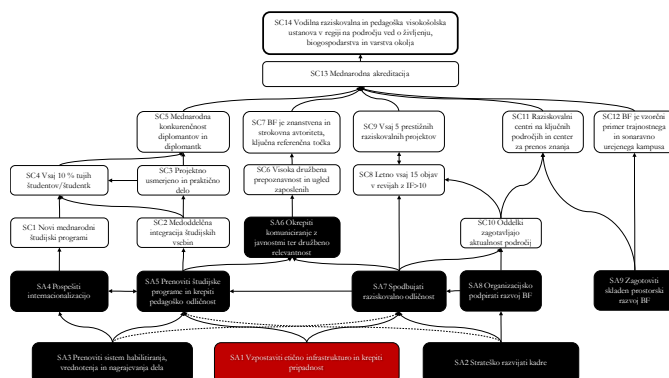 SC14 Vodilna raziskovalna in pedagoška visokošolska
ustanova v regiji na področju ved o življenju,
biogospodarstva in varstva okolja
SC13 Mednarodna akreditacija
SC5 Mednarodna
konkurenčnost
diplomantov in
diplomantk
SC7 BF je znanstvena in
strokovna avtoriteta,
ključna referenčna točka
SC9 Vsaj 5 prestižnih
raziskovalnih projektov
SC11 Raziskovalni
centri na ključnih
področjih in center
za prenos znanja
SC12 BF je vzorčni
primer trajnostnega
in sonaravno
urejenega kampusa
SC4 Vsaj 10 % tujih
študentov/študentk
SC3 Projektno
usmerjeno in praktično
delo
SC6 Visoka družbena
prepoznavnost in ugled
zaposlenih
SC8 Letno vsaj 15 objav
v revijah z IF>10
SC1 Novi mednarodni
študijski programi
SC2 Medoddelčna
integracija študijskih
vsebin
SA6 Okrepiti
komuniciranje z
javnostmi ter družbeno
relevantnost
SC10 Oddelki
zagotavljajo
aktualnost področij
SA4 Pospešiti
internacionalizacijo
SA5 Prenoviti študijske
programe in krepiti
pedagoško odličnost
SA7 Spodbujati
raziskovalno odličnost
SA8 Organizacijsko
podpirati razvoj BF
SA9 Zagotoviti
skladen prostorski
razvoj BF
SA3 Prenoviti sistem habilitiranja,
vrednotenja in nagrajevanja dela
SA1 Vzpostaviti etično infrastrukturo in krepiti
pripadnost
SA2 Strateško razvijati kadre